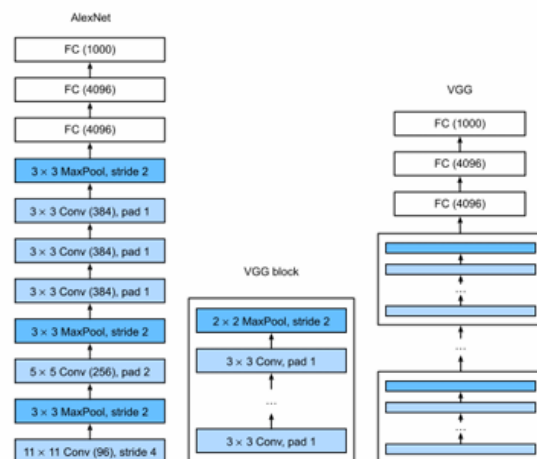 AlexNet
FC (1000)
FC (4096)
FC (4096)
3 × 3 MaxPool, stride 2
3 × 3 Conv (384), pad 1
3 × 3 Conv (384), pad 1
3 × 3 Conv (384), pad 1
3 × 3 MaxPool, stride 2
5 × 5 Conv (256), pad 2
3 × 3 MaxPool, stride 2
11 × 11 Conv (96), stride 4
VGG block
2 × 2 MaxPool, stride 2
3 × 3 Conv, pad 1
...
3 × 3 Conv, pad 1
VGG
FC (1000)
FC (4096)
FC (4096)
...
...
...